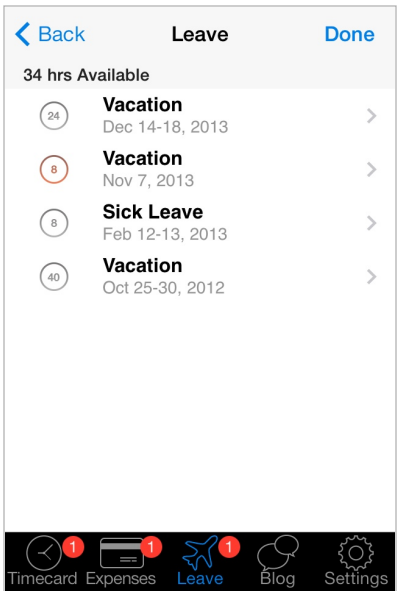 Back
Leave
Done
34 hrs Available
24
Vacation
Dec 14-18, 2013
8
Vacation
Nov 7, 2013
8
Sick Leave
Feb 12-13, 2013
40
Vacation
Oct 25-30, 2012
1
1
1
Timecard
Expenses
Leave
Blog
Settings